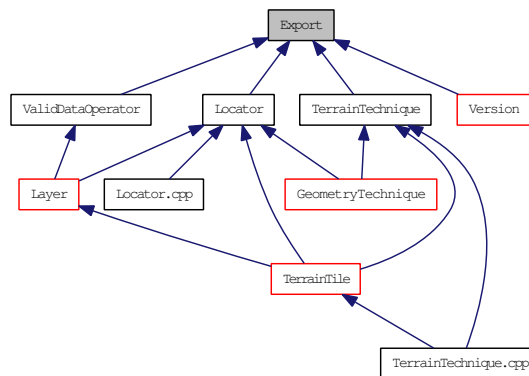 Export
ValidDataOperator
Locator
TerrainTechnique
Version
Layer
Locator.cpp
GeometryTechnique
TerrainTile
TerrainTechnique.cpp